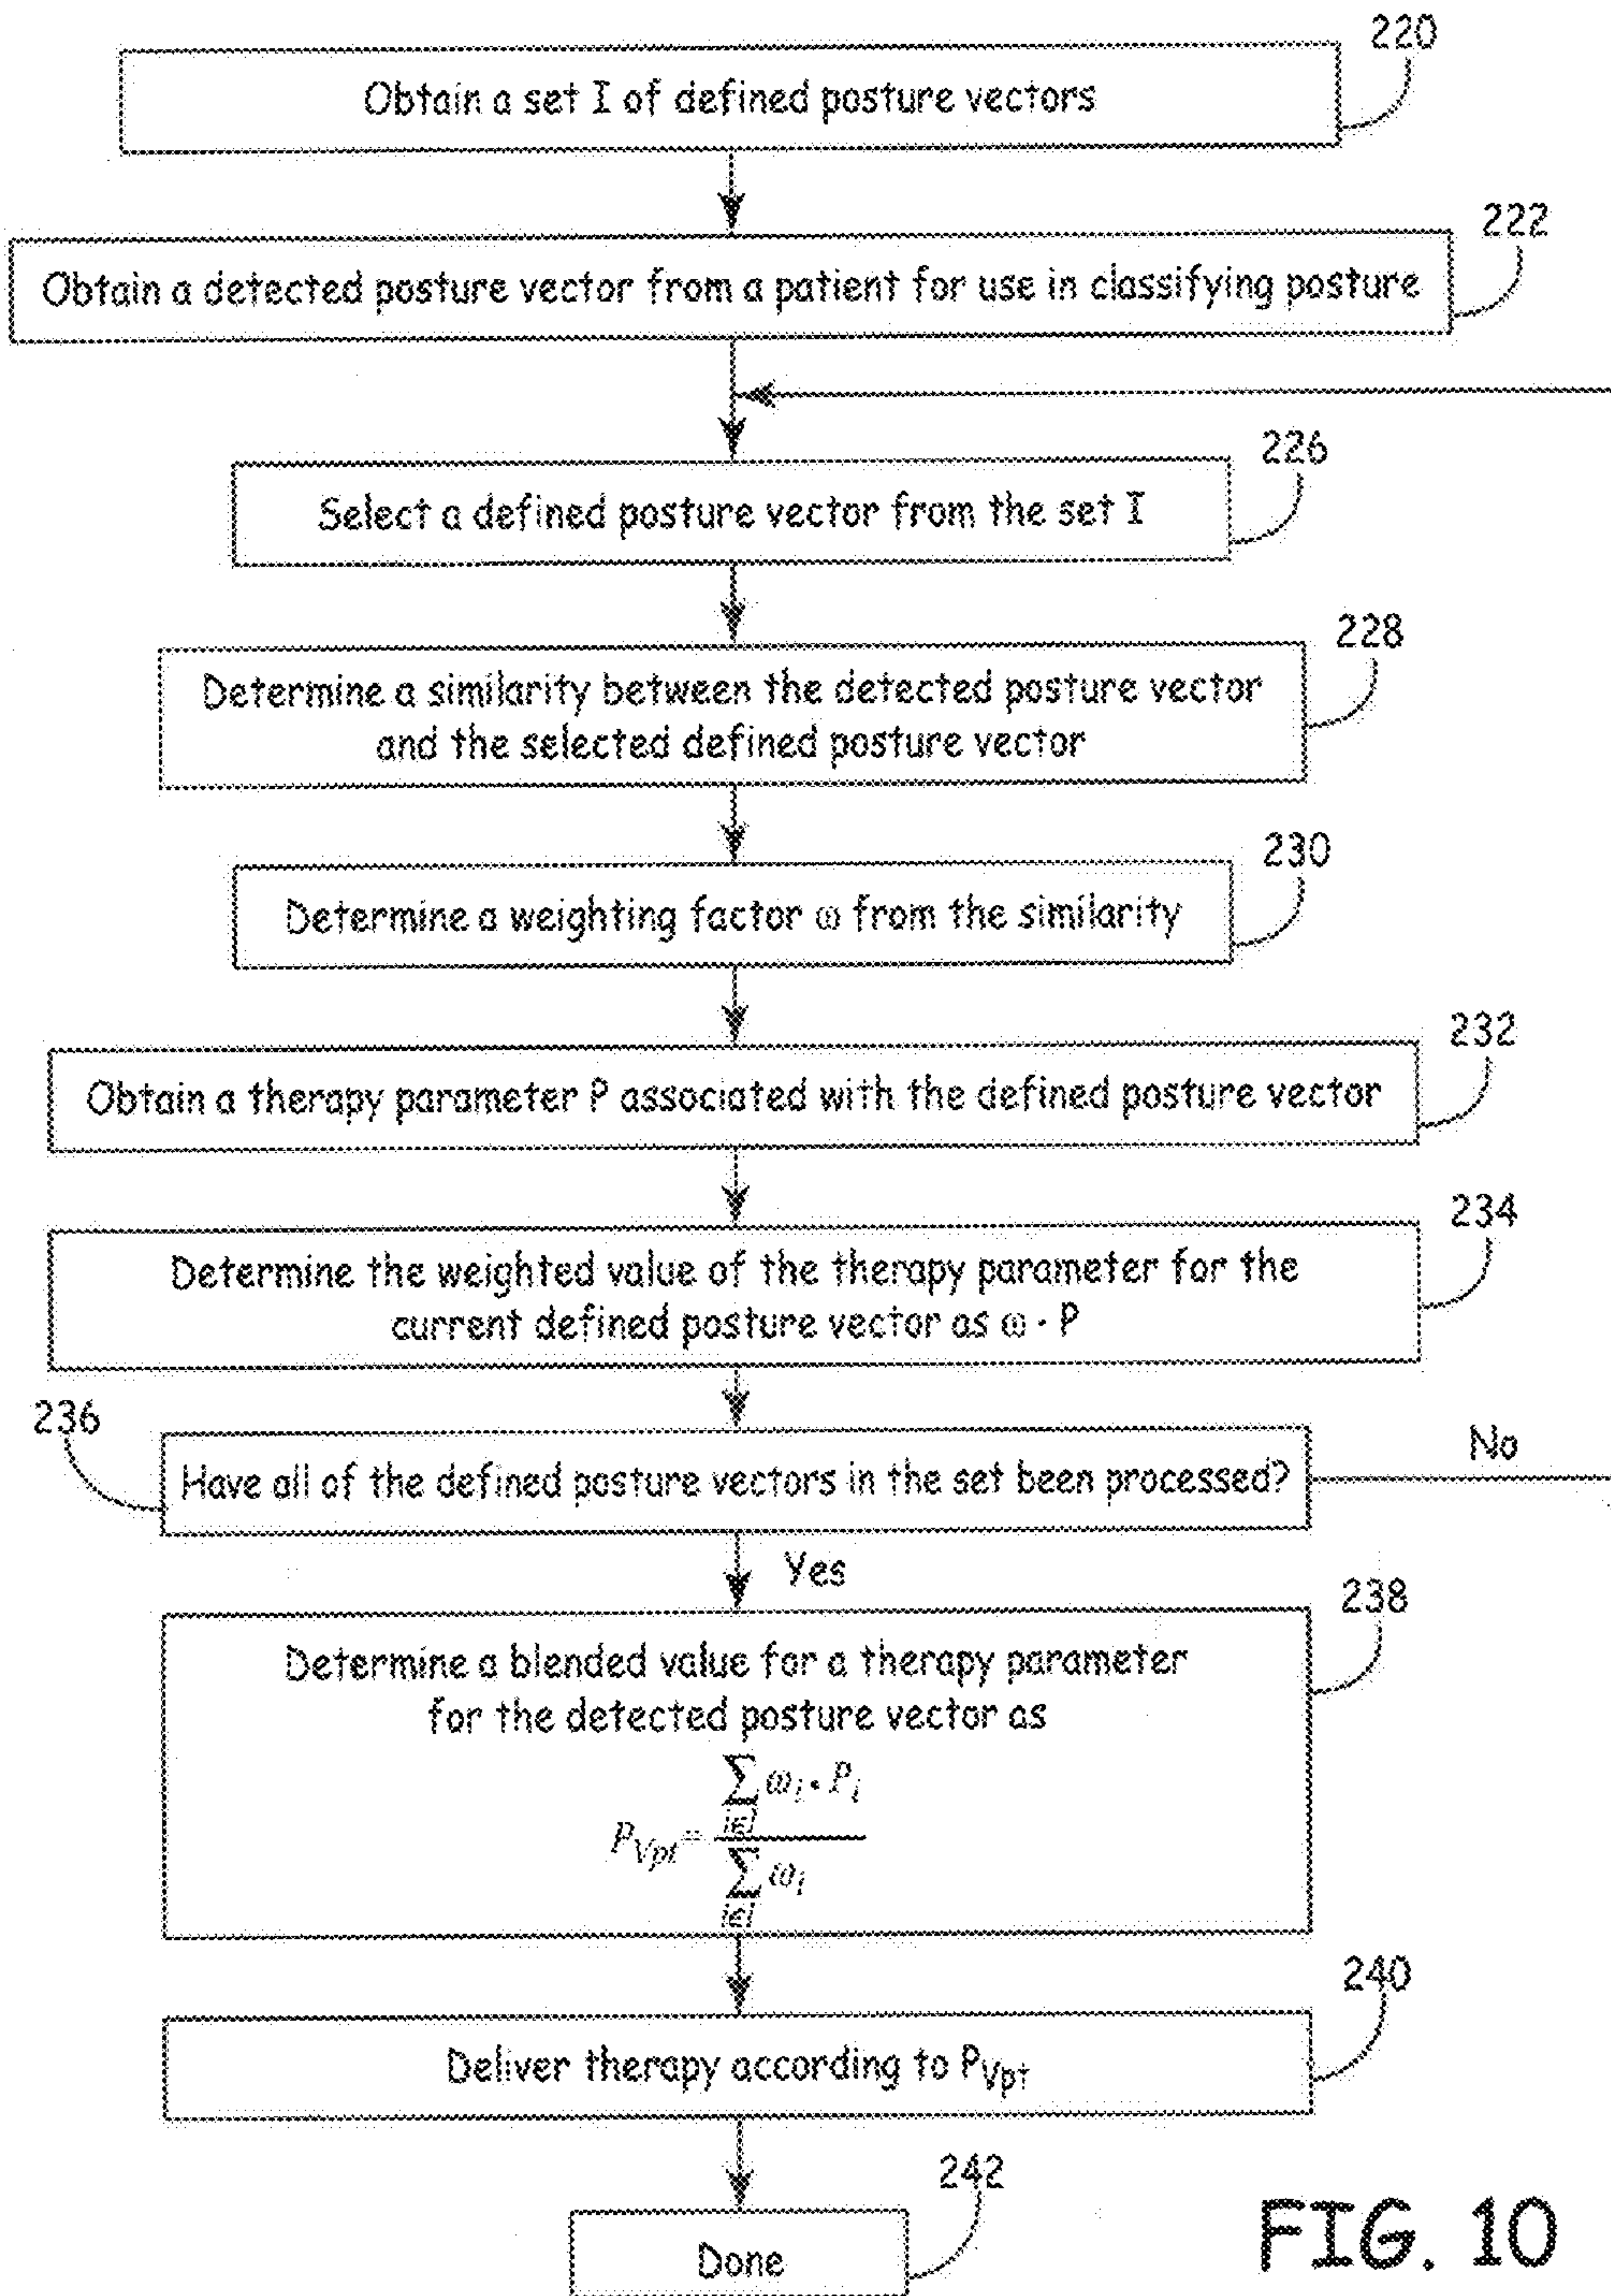 220
Obtain a set I of defined posture vectors
222
Obtain a detected posture vector from a patient for use in classifying posture
226
Select a defined posture vector from the set I
228
Determine a similarity between the detected posture vector
and the selected defined posture vector
230
Determine a weighting factor ω from the similarity
232
Obtain a therapy parameter P associated with the defined posture vector
234
Determine the weighted value of the therapy parameter for the
current defined posture vector as ω · P
236
Have all of the defined posture vectors in the set been processed?
No
Yes
238
Determine a blended value for a therapy parameter
for the detected posture vector as
∑ ωi • Pi
iϵI
PVpt =
∑ ωi
iϵI
240
Deliver therapy according to PVpt
242
Done
FIG. 10